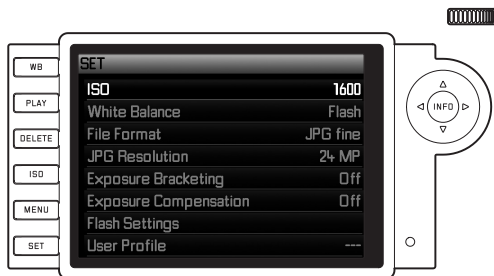 WB
PLAY
DELETE
ISO
MENU
SET
SET
ISO 1600
White Balance Flash
File Format JPG fine
JPG Resolution 24 MP
Exposure Bracketing Off
Exposure Compensation Off
Flash Settings
User Profile ---
INFO